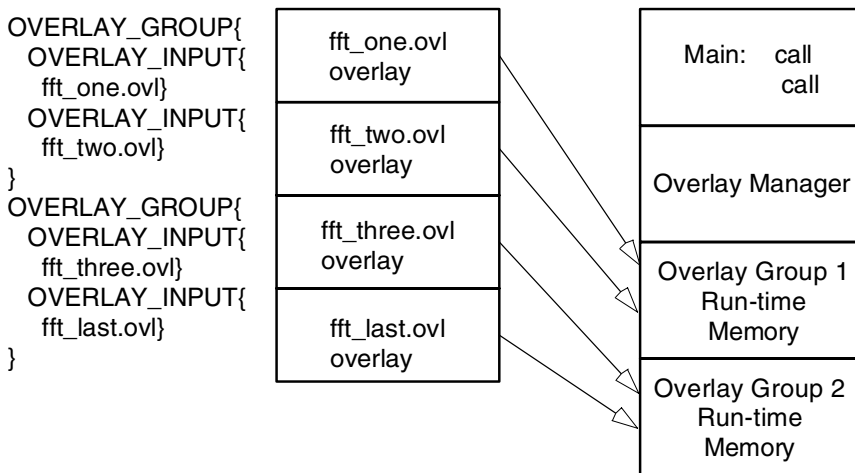 OVERLAY_GROUP{
OVERLAY_INPUT{
fft_one.ovl}
OVERLAY_INPUT{
fft_two.ovl}
}
OVERLAY_GROUP{
OVERLAY_INPUT{
fft_three.ovl}
OVERLAY_INPUT{
fft_last.ovl}
}
fft_one.ovl
overlay
fft_two.ovl
overlay
fft_three.ovl
overlay
fft_last.ovl
overlay
Main: call
call
Overlay Manager
Overlay Group 1
Run-time
Memory
Overlay Group 2
Run-time
Memory